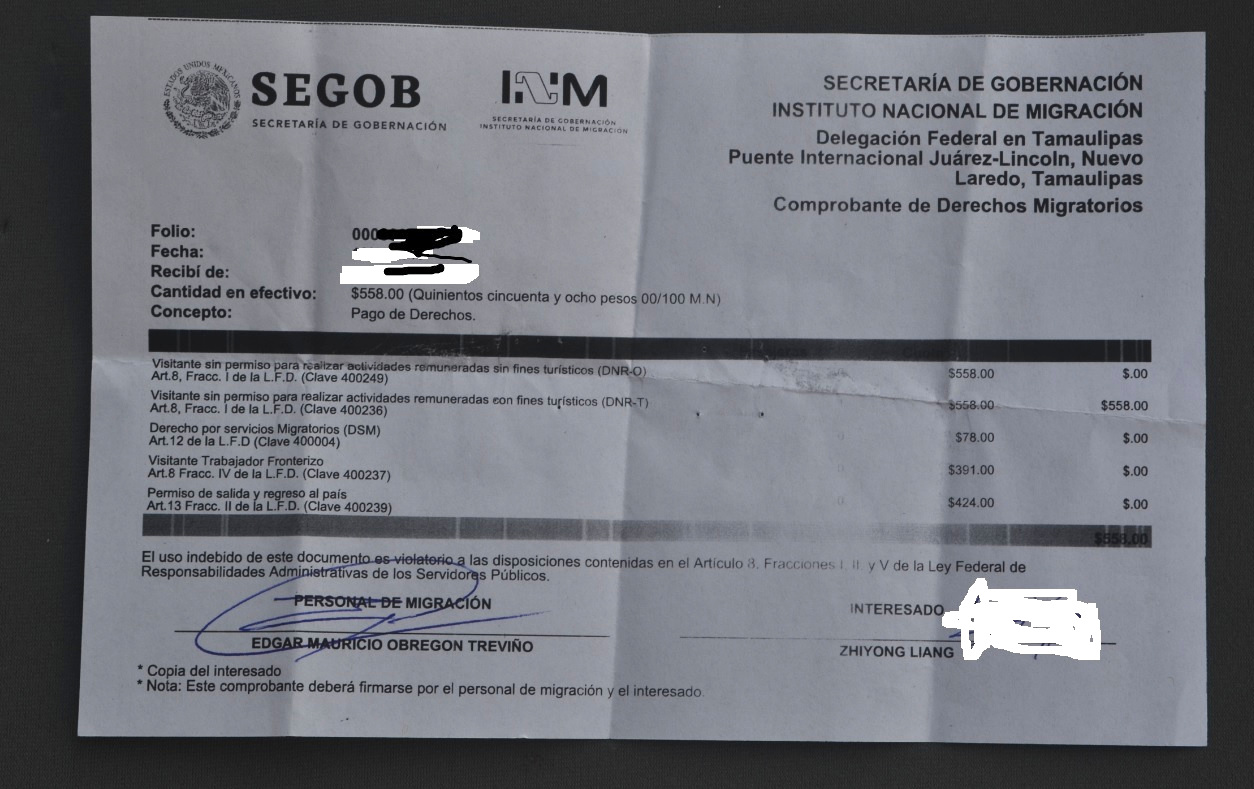 ESTADOS UNIDOS MEXICANOS
SEGOB
SECRETARÍA DE GOBERNACIÓN
INM
SECRETARÍA DE GOBERNACIÓN
INSTITUTO NACIONAL DE MIGRACIÓN
SECRETARÍA DE GOBERNACIÓN
INSTITUTO NACIONAL DE MIGRACIÓN
Delegación Federal en Tamaulipas
Puente Internacional Juárez-Lincoln, Nuevo
Laredo, Tamaulipas
Comprobante de Derechos Migratorios
Folio: 000
Fecha:
Recibí de:
Cantidad en efectivo: $558.00 (Quinientos cincuenta y ocho pesos 00/100 M.N)
Concepto: Pago de Derechos.
Visitante sin permiso para realizar actividades remuneradas sin fines turísticos (DNR-O)
Art.8, Fracc. I de la L.F.D. (Clave 400249) $558.00 $.00
Visitante sin permiso para realizar actividades remuneradas con fines turísticos (DNR-T)
Art.8, Fracc. I de la L.F.D. (Clave 400236) $558.00 $558.00
Derecho por servicios Migratorios (DSM)
Art.12 de la L.F.D (Clave 400004) $78.00 $.00
Visitante Trabajador Fronterizo
Art.8 Fracc. IV de la L.F.D. (Clave 400237) $391.00 $.00
Permiso de salida y regreso al país
Art.13 Fracc. II de la L.F.D. (Clave 400239) $424.00 $.00
$558.00
El uso indebido de este documento es violatorio a las disposiciones contenidas en el Artículo 8, Fracciones I, II y V de la Ley Federal de
Responsabilidades Administrativas de los Servidores Públicos.
PERSONAL DE MIGRACIÓN
EDGAR MAURICIO OBREGON TREVIÑO
INTERESADO
ZHIYONG LIANG
* Copia del interesado
* Nota: Este comprobante deberá firmarse por el personal de migración y el interesado.